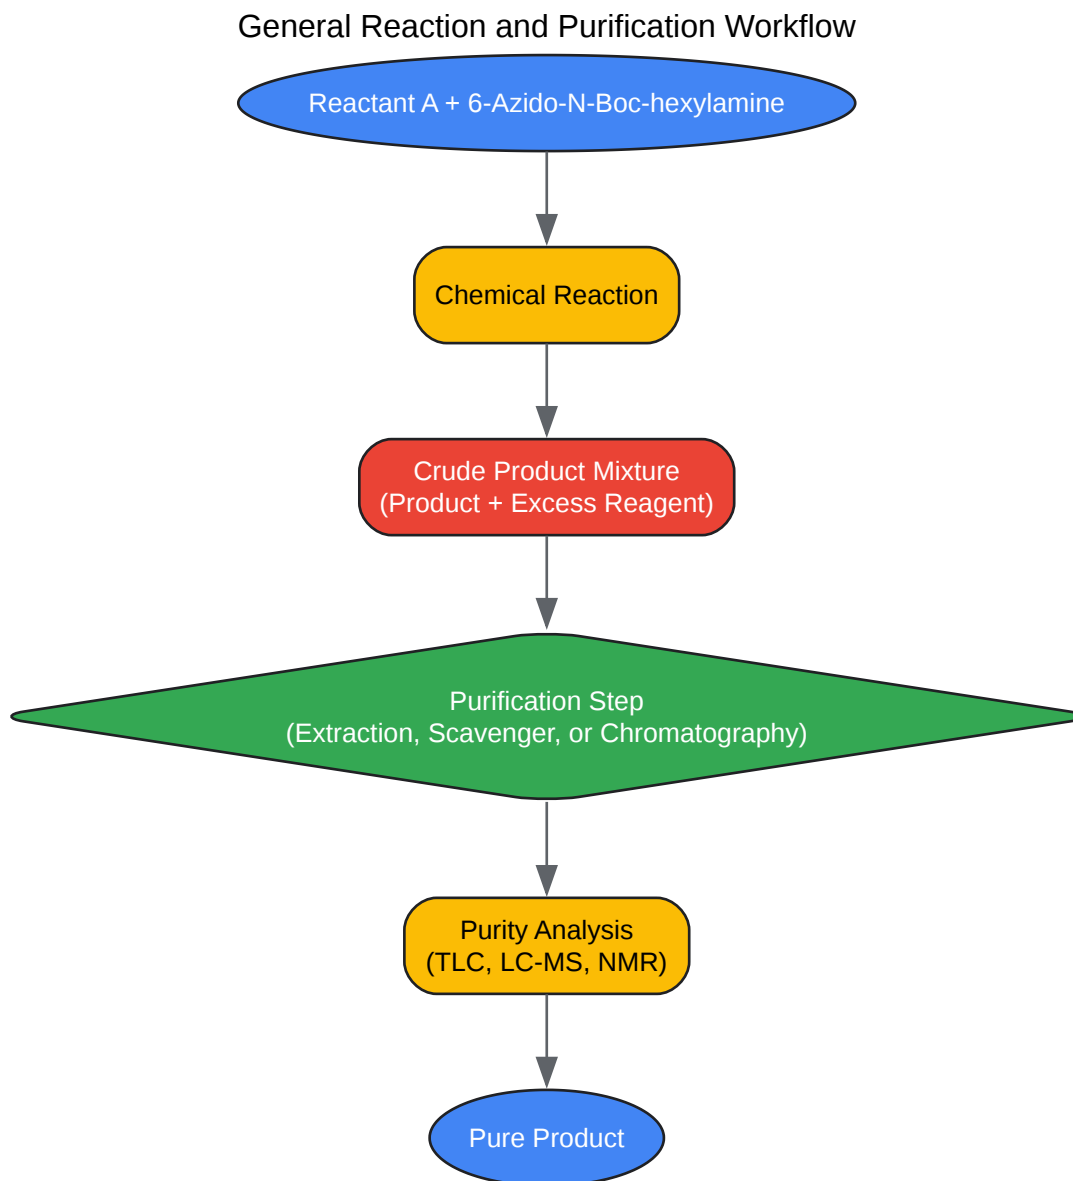 General Reaction and Purification Workflow
Reactant A + 6-Azido-N-Boc-hexylamine
Chemical Reaction
Crude Product Mixture
(Product + Excess Reagent)
Purification Step
(Extraction, Scavenger, or Chromatography)
Purity Analysis
(TLC, LC-MS, NMR)
Pure Product